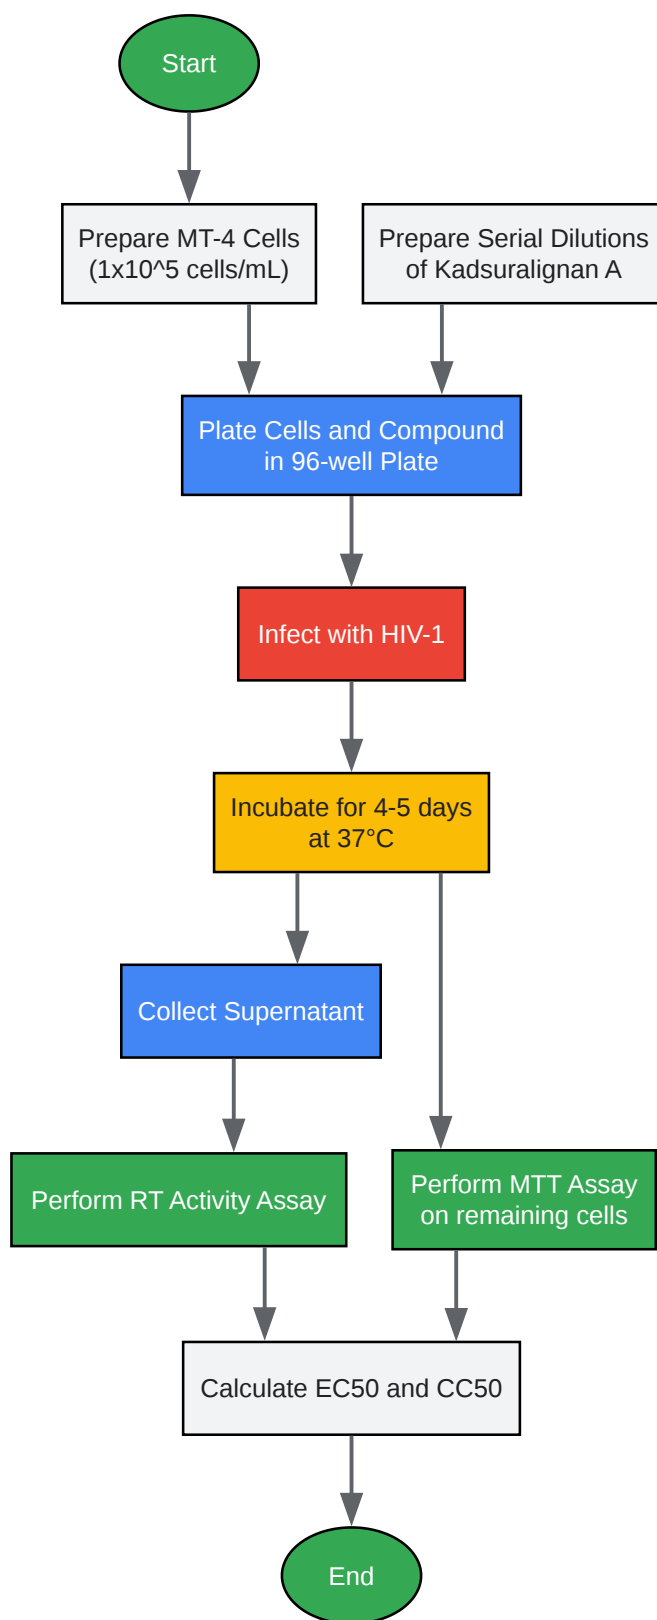 Start
Prepare MT-4 Cells
(1x10^5 cells/mL)
Prepare Serial Dilutions
of Kadsuralignan A
Plate Cells and Compound
in 96-well Plate
Infect with HIV-1
Incubate for 4-5 days
at 37°C
Collect Supernatant
Perform RT Activity Assay
Perform MTT Assay
on remaining cells
Calculate EC50 and CC50
End